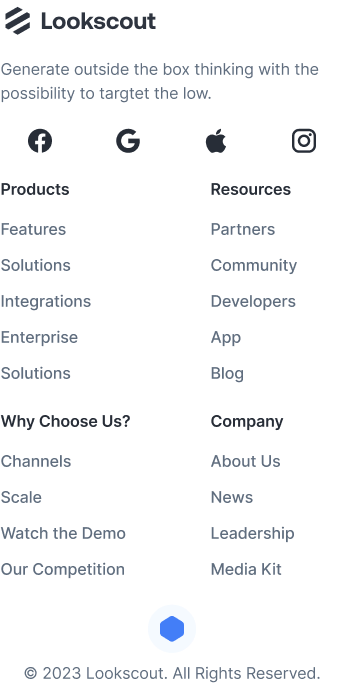 Lookscout
Generate outside the box thinking with the
possibility to targtet the low.
Products
Features
Solutions
Integrations
Enterprise
Solutions
Resources
Partners
Community
Developers
App
Blog
Why Choose Us?
Channels
Scale
Watch the Demo
Our Competition
Company
About Us
News
Leadership
Media Kit
© 2023 Lookscout. All Rights Reserved.